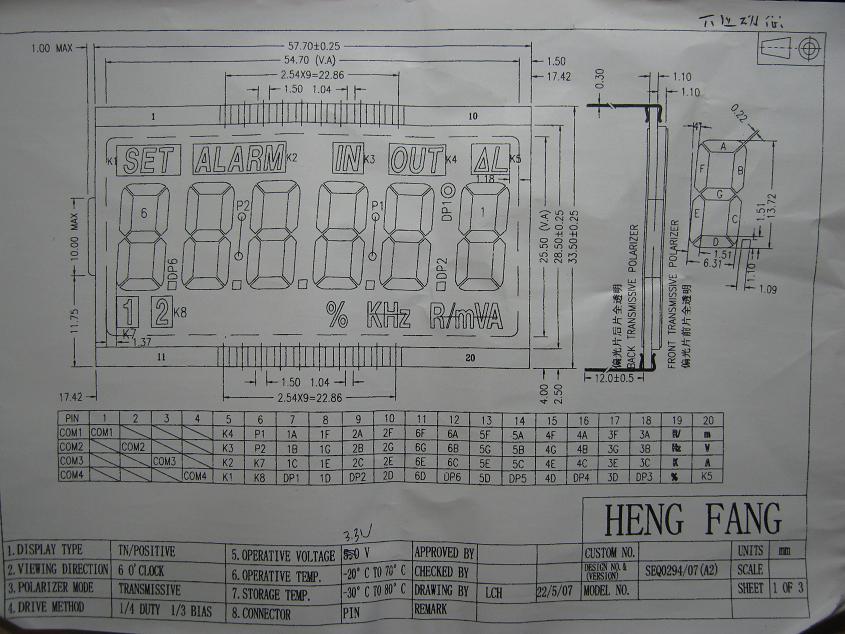 57.70±0.25
1.00 MAX
54.70 (V.A)
1.50
2.54X9=22.86
17.42
1.50 1.04
0.30
1.10
1.10
1 10
0.22
K1 SET ALARM K2 IN K3 OUT K4 ΔL K5
1.18
A
F B
G
E C
D
6 P2 P1 DP1 1
10.00 MAX
25.50 (V.A)
28.50±0.25
33.50±0.25
1.51
13.72
DP6 DP2
1.51
6.31
1.10
1.09
BACK TRANSMISSIVE POLARIZER
偏光片后片全透明
FRONT TRANSMISSIVE POLARIZER
偏光片前片全透明
1 2 K8 % KHz R/mVA
K7
1.37
11.75
11 20
17.42
1.50 1.04
2.54X9=22.86
4.00
2.50
12.0±0.5
PIN 1 2 3 4 5 6 7 8 9 10 11 12 13 14 15 16 17 18 19 20
COM1 COM1 K4 P1 1A 1F 2A 2F 6F 6A 5F 5A 4F 4A 3F 3A R/ m
COM2 COM2 K3 P2 1B 1G 2B 2G 6G 6B 5G 5B 4G 4B 3G 3B Hz V
COM3 COM3 K2 K7 1C 1E 2C 2E 6E 6C 5E 5C 4E 4C 3E 3C K A
COM4 COM4 K1 K8 DP1 1D DP2 2D 6D DP6 5D DP5 4D DP4 3D DP3 % K5
HENG FANG
3.3V
1. DISPLAY TYPE TN/POSITIVE 5. OPERATIVE VOLTAGE V APPROVED BY CUSTOM NO. UNITS mm
2. VIEWING DIRECTION 6 O'CLOCK 6. OPERATIVE TEMP. -20° C TO 70° C CHECKED BY DESIGN NO.& (VERSION) SEQ0294/07(A2) SCALE
3. POLARIZER MODE TRANSMISSIVE 7. STORAGE TEMP. -30° C TO 80° C DRAWING BY LCH 22/5/07 MODEL NO. SHEET 1 OF 3
4. DRIVE METHOD 1/4 DUTY 1/3 BIAS 8. CONNECTOR PIN REMARK